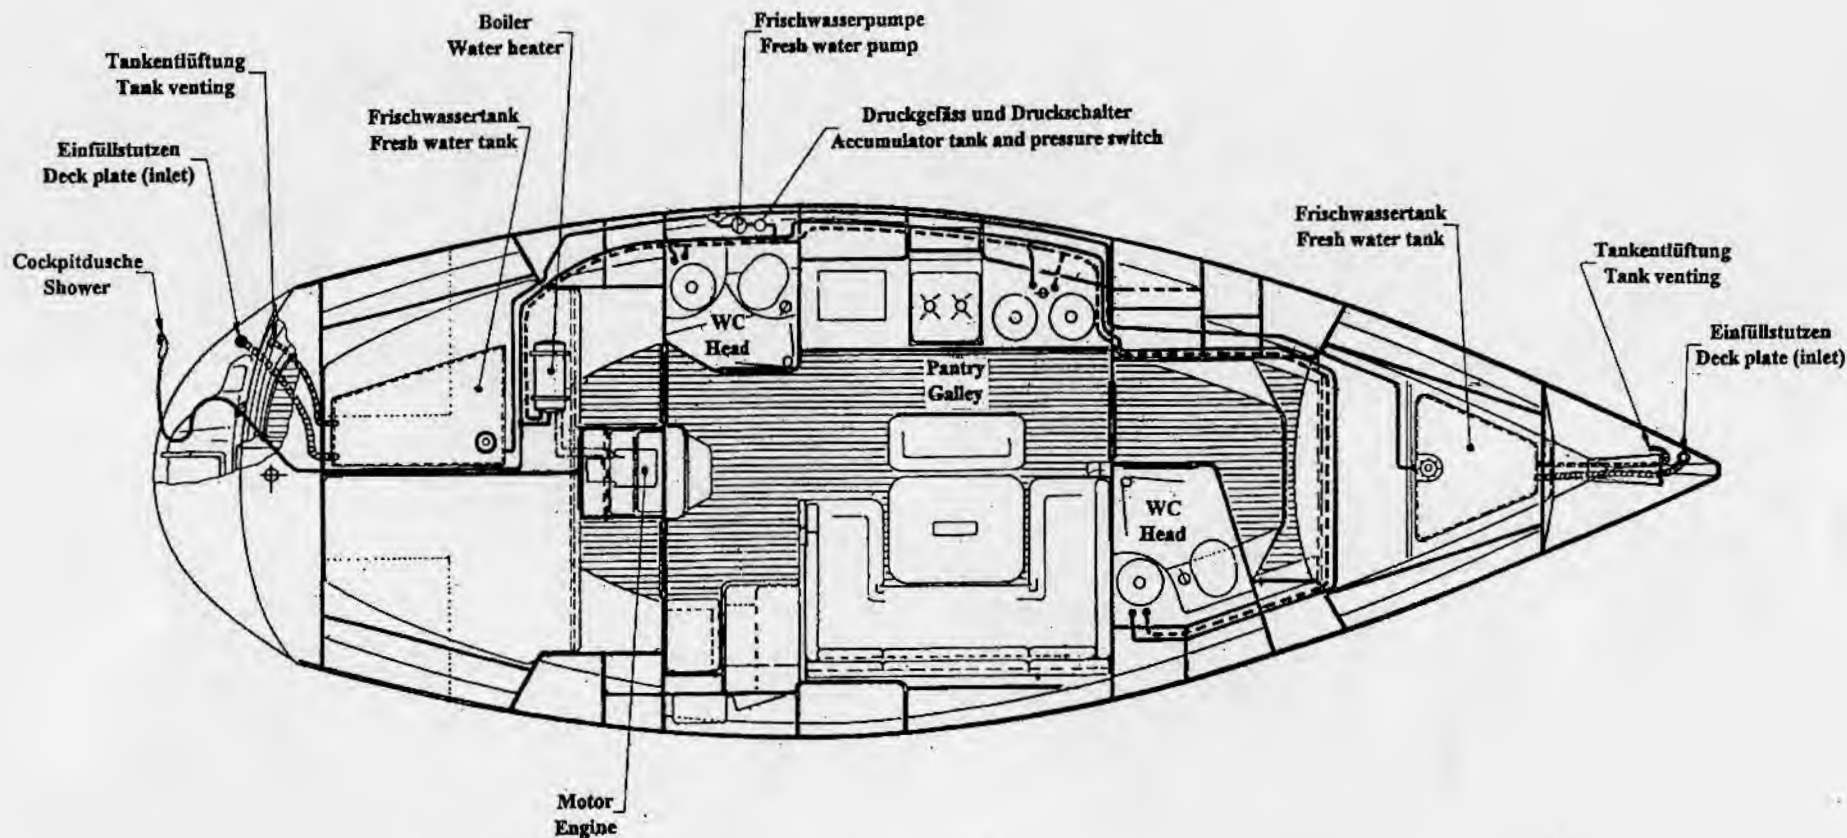 Boiler
Water heater
Frischwasserpumpe
Fresh water pump
Tankentlüftung
Tank venting
Frischwassertank
Fresh water tank
Druckgefäss und Druckschalter
Accumulator tank and pressure switch
Einfüllstutzen
Deck plate (inlet)
Cockpitdusche
Shower
Frischwassertank
Fresh water tank
Tankentlüftung
Tank venting
Einfüllstutzen
Deck plate (inlet)
WC
Head
Pantry
Galley
WC
Head
Motor
Engine